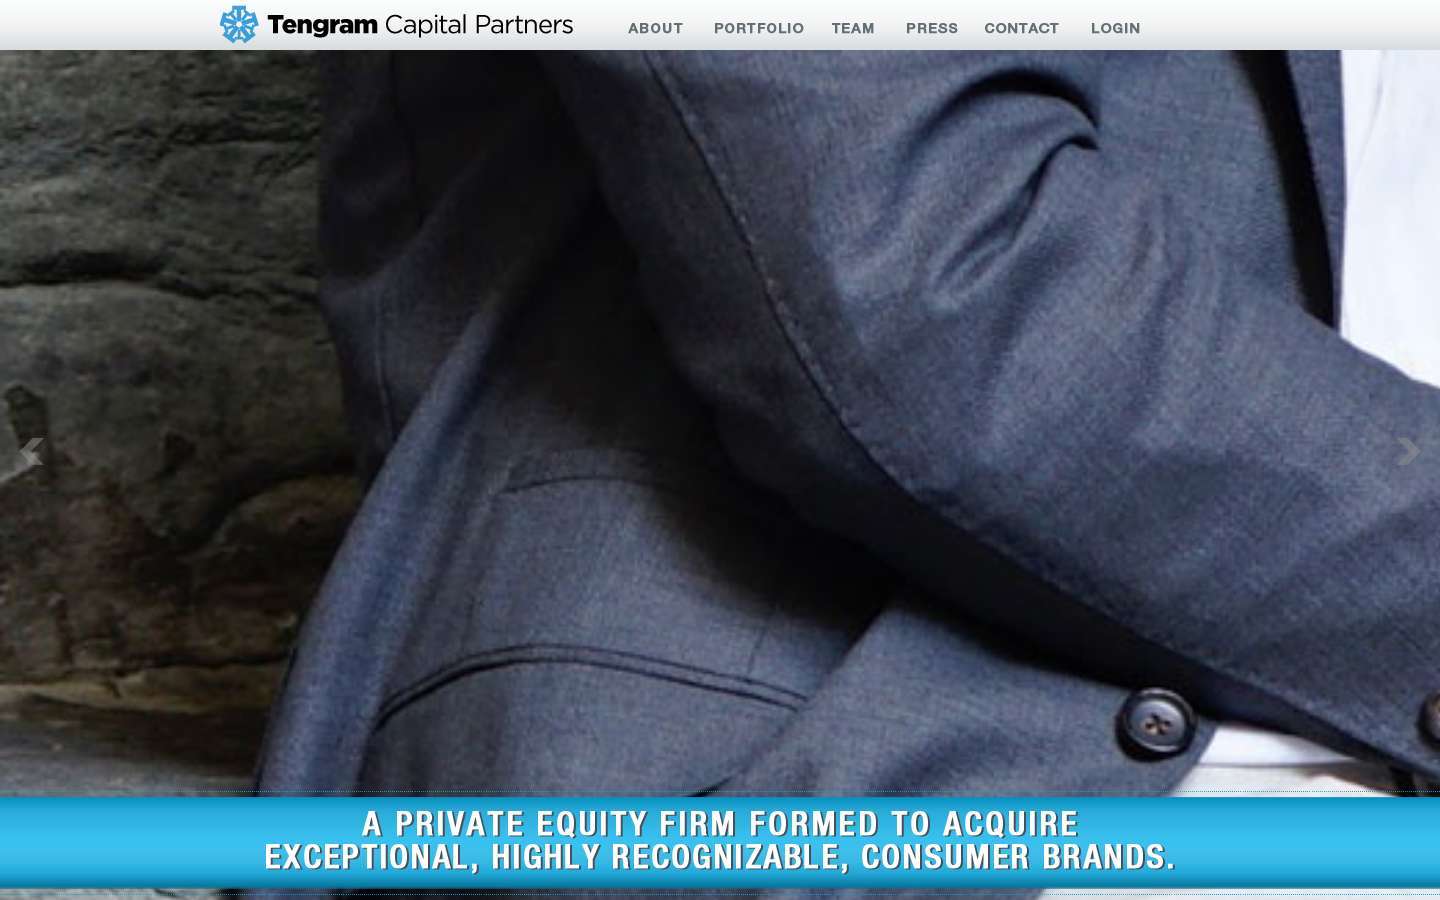 Tengram Capital Partners
ABOUT PORTFOLIO TEAM PRESS CONTACT LOGIN
A PRIVATE EQUITY FIRM FORMED TO ACQUIRE
EXCEPTIONAL, HIGHLY RECOGNIZABLE, CONSUMER BRANDS.